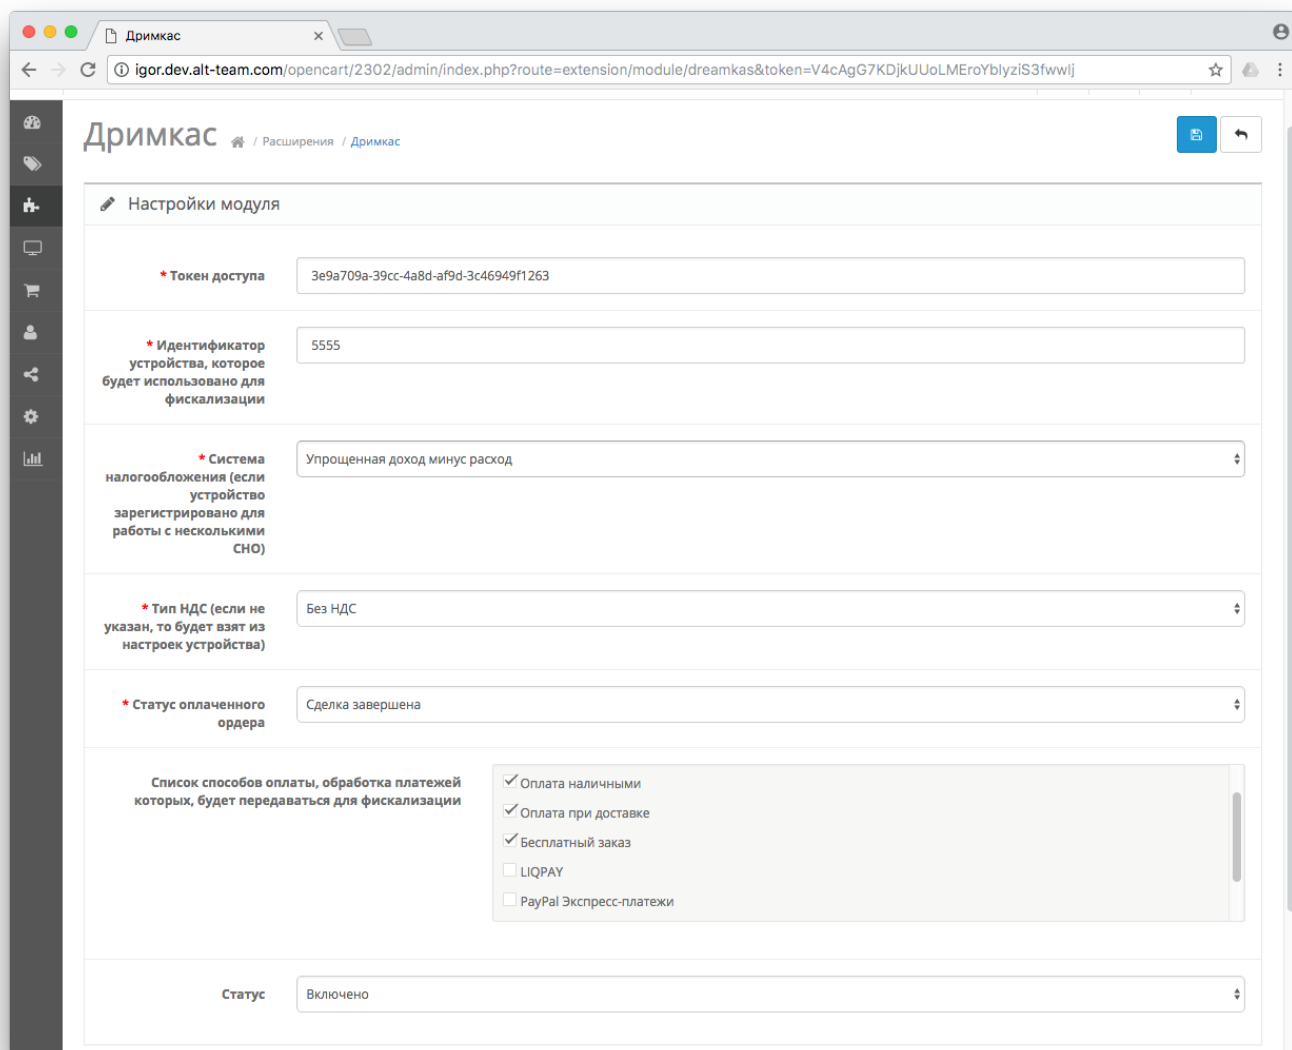 Дримкас
igor.dev.alt-team.com/opencart/2302/admin/index.php?route=extension/module/dreamkas&token=V4cAgG7KDjkUUoLMEroYblyziS3fwwlj
Дримкас / Расширения / Дримкас
Настройки модуля
* Токен доступа
3e9a709a-39cc-4a8d-af9d-3c46949f1263
* Идентификатор
устройства, которое
будет использовано для
фискализации
5555
* Система
налогообложения (если
устройство
зарегистрировано для
работы с несколькими
СНО)
Упрощенная доход минус расход
* Тип НДС (если не
указан, то будет взят из
настроек устройства)
Без НДС
* Статус оплаченного
ордера
Сделка завершена
Список способов оплаты, обработка платежей
которых, будет передаваться для фискализации
Оплата наличными
Оплата при доставке
Бесплатный заказ
LIQPAY
PayPal Экспресс-платежи
Статус
Включено